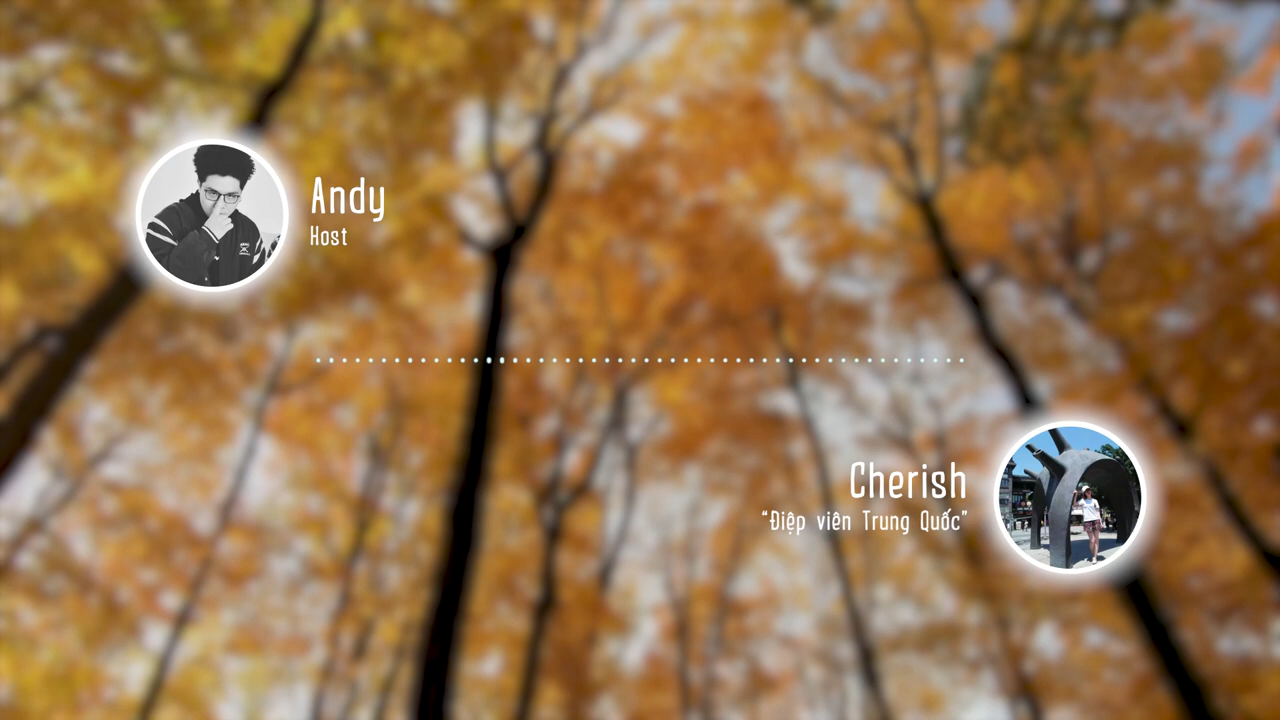 Andy
Host
Cherish
“Điệp viên Trung Quốc”